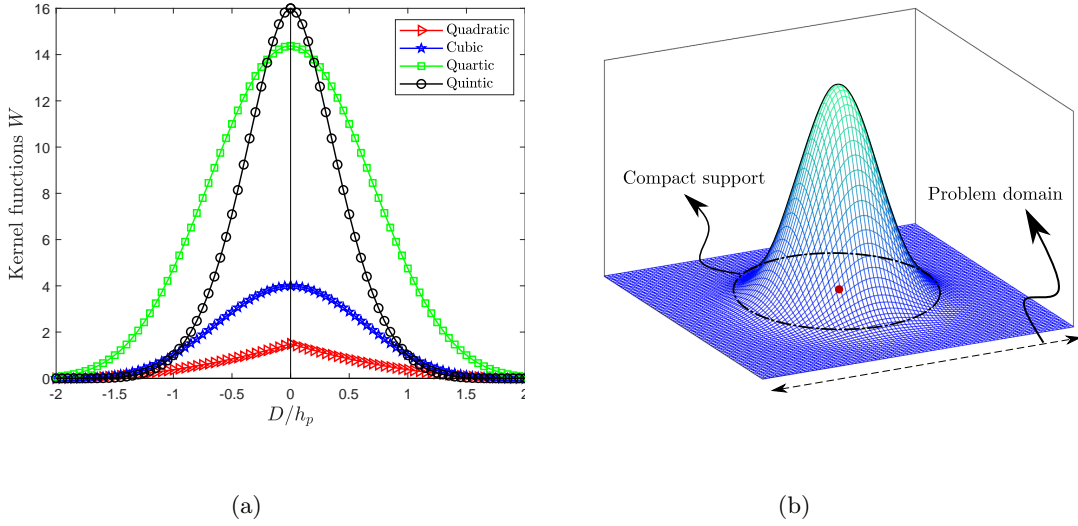 16
14
12
10
8
6
4
2
0
Kernel functions W
-2
-1.5
-1
-0.5
0
0.5
1
1.5
2
D/h_p
Quadratic
Cubic
Quartic
Quintic
(a)
Compact support
Problem domain
(b)